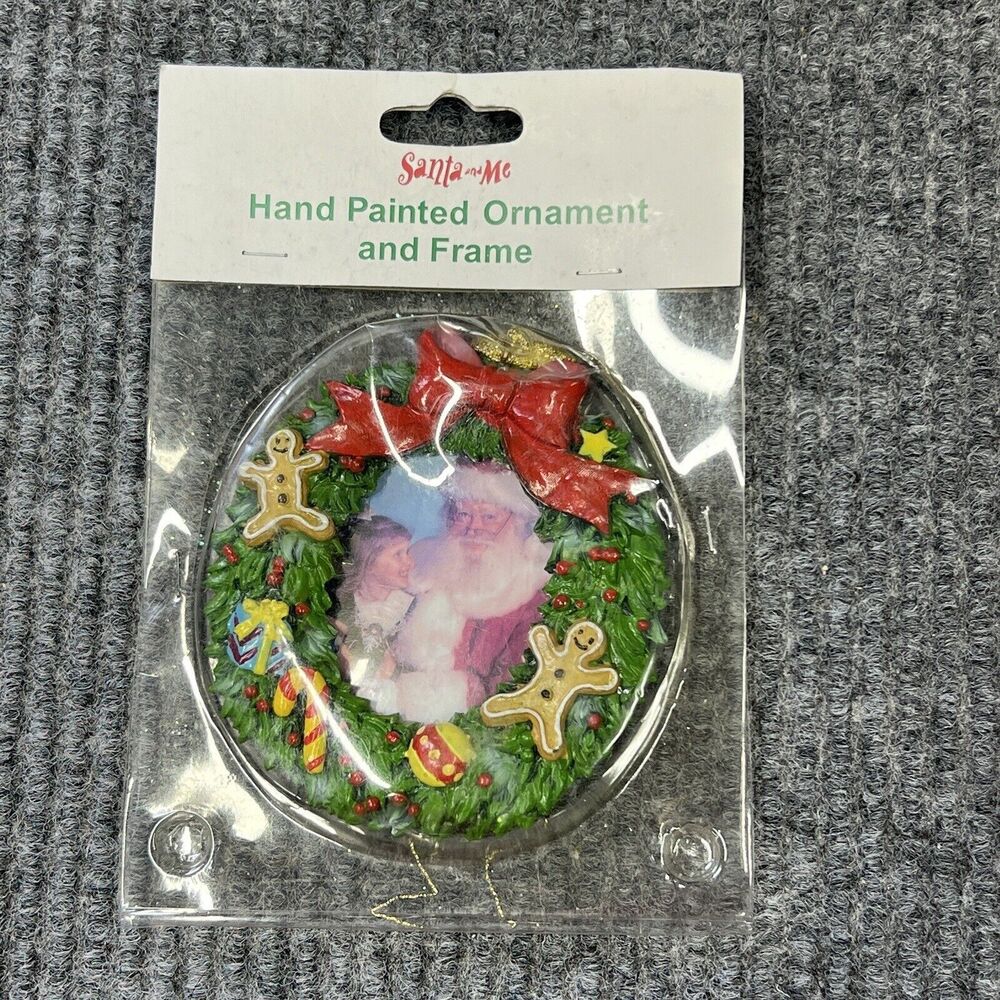 Santa and Me
Hand Painted Ornament
and Frame